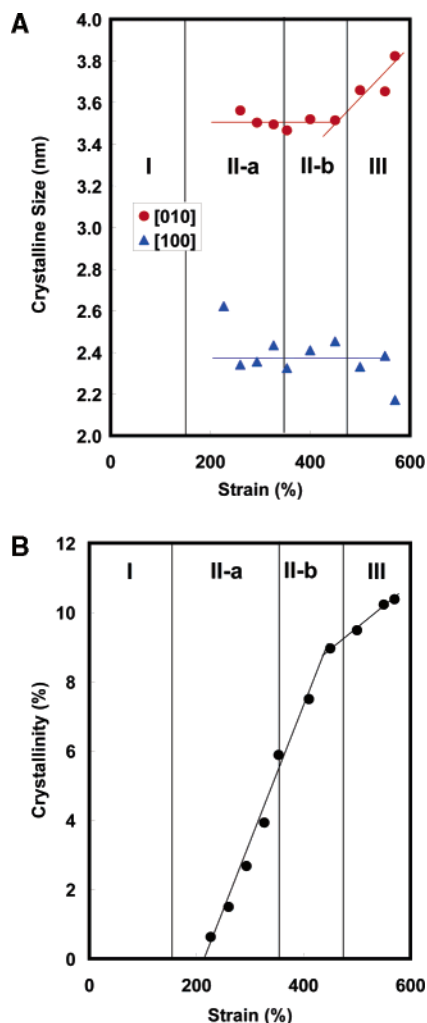 A
4.0
3.8
3.6
3.4
3.2
3.0
2.8
2.6
2.4
2.2
2.0
Crystalline Size (nm)
I
II-a
II-b
III
[010]
[100]
0
200
400
600
Strain (%)
B
12
10
8
6
4
2
0
Crystallinity (%)
I
II-a
II-b
III
0
200
400
600
Strain (%)